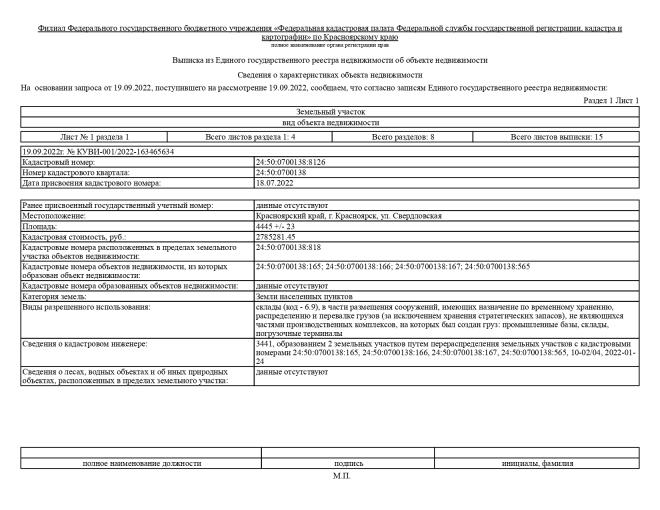 Филиал Федерального государственного бюджетного учреждения «Федеральная кадастровая палата Федеральной службы государственной регистрации, кадастра и
картографии» по Красноярскому краю
полное наименование органа регистрации прав
Выписка из Единого государственного реестра недвижимости об объекте недвижимости
Сведения о характеристиках объекта недвижимости
На основании запроса от 19.09.2022, поступившего на рассмотрение 19.09.2022, сообщаем, что согласно записям Единого государственного реестра недвижимости:
Раздел 1 Лист 1
Земельный участок
вид объекта недвижимости
Лист № 1 раздела 1 Всего листов раздела 1: 4 Всего разделов: 8 Всего листов выписки: 15
19.09.2022г. № КУВИ-001/2022-163465634
Кадастровый номер: 24:50:0700138:8126
Номер кадастрового квартала: 24:50:0700138
Дата присвоения кадастрового номера: 18.07.2022
Ранее присвоенный государственный учетный номер: данные отсутствуют
Местоположение: Красноярский край, г. Красноярск, ул. Свердловская
Площадь: 4445 +/- 23
Кадастровая стоимость, руб.: 2785281.45
Кадастровые номера расположенных в пределах земельного 24:50:0700138:818
участка объектов недвижимости:
Кадастровые номера объектов недвижимости, из которых 24:50:0700138:165; 24:50:0700138:166; 24:50:0700138:167; 24:50:0700138:565
образован объект недвижимости:
Кадастровые номера образованных объектов недвижимости: данные отсутствуют
Категория земель: Земли населенных пунктов
Виды разрешенного использования: склады (код - 6.9), в части размещения сооружений, имеющих назначение по временному хранению,
распределению и перевалке грузов (за исключением хранения стратегических запасов), не являющихся
частями производственных комплексов, на которых был создан груз: промышленные базы, склады,
погрузочные терминалы
Сведения о кадастровом инженере: 3441, образованием 2 земельных участков путем перераспределения земельных участков с кадастровыми
номерами 24:50:0700138:165, 24:50:0700138:166, 24:50:0700138:167, 24:50:0700138:565, 10-02/04, 2022-01-
24
Сведения о лесах, водных объектах и об иных природных данные отсутствуют
объектах, расположенных в пределах земельного участка:
полное наименование должности подпись инициалы, фамилия
М.П.